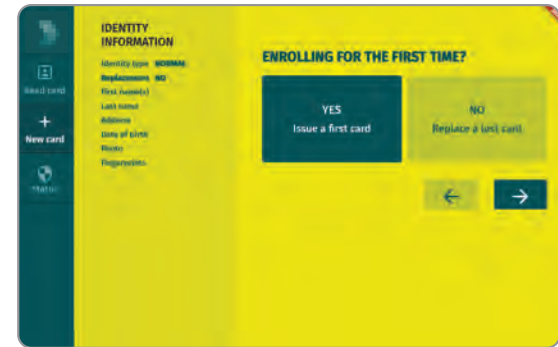 IDENTITY
INFORMATION
Identity type NORMAL
Replacement NO
First name(s)
Last name
Address
Date of birth
Photo
Fingerprints
Read card
New card
ENROLLING FOR THE FIRST TIME?
YES
Issue a first card
NO
Replace a lost card